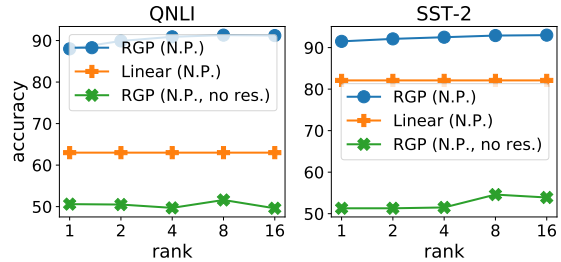 QNLI
accuracy
90
80
70
60
50
RGP (N.P.)
Linear (N.P.)
RGP (N.P., no res.)
1 2 4 8 16
rank
SST-2
90
80
70
60
50
RGP (N.P.)
Linear (N.P.)
RGP (N.P., no res.)
1 2 4 8 16
rank